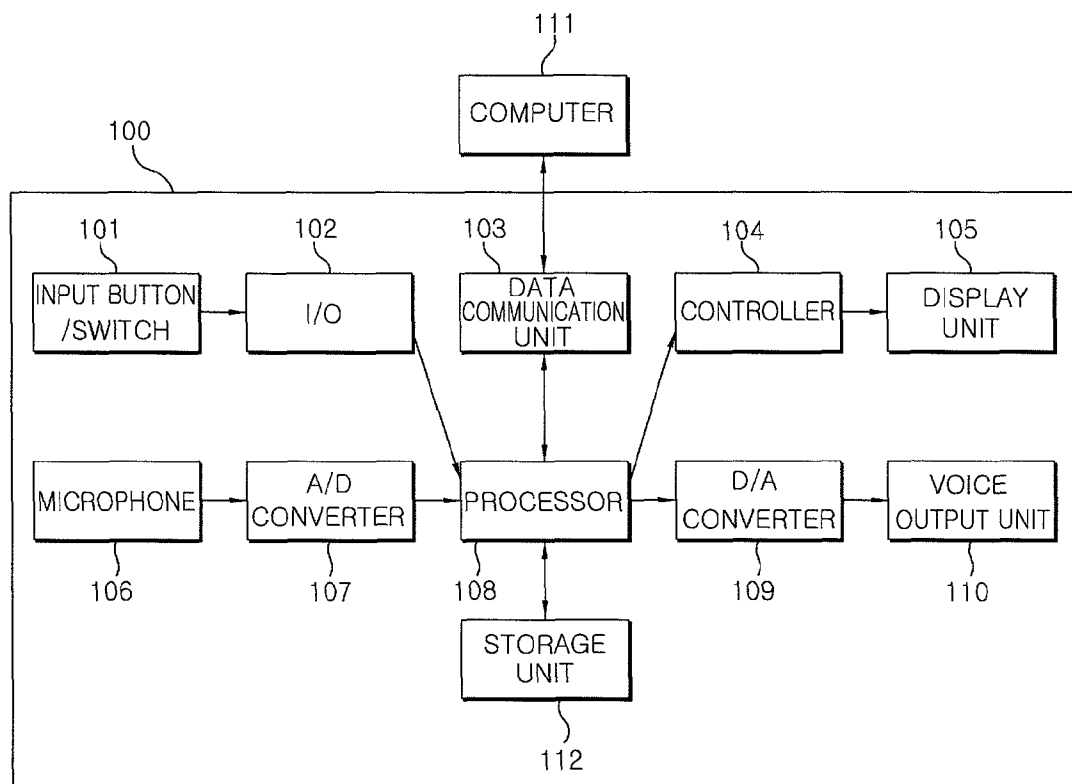 111
COMPUTER
100
101
102
103
104
105
INPUT BUTTON
/SWITCH
I/O
DATA
COMMUNICATION
UNIT
CONTROLLER
DISPLAY
UNIT
MICROPHONE
A/D
CONVERTER
PROCESSOR
D/A
CONVERTER
VOICE
OUTPUT UNIT
106
107
108
109
110
STORAGE
UNIT
112